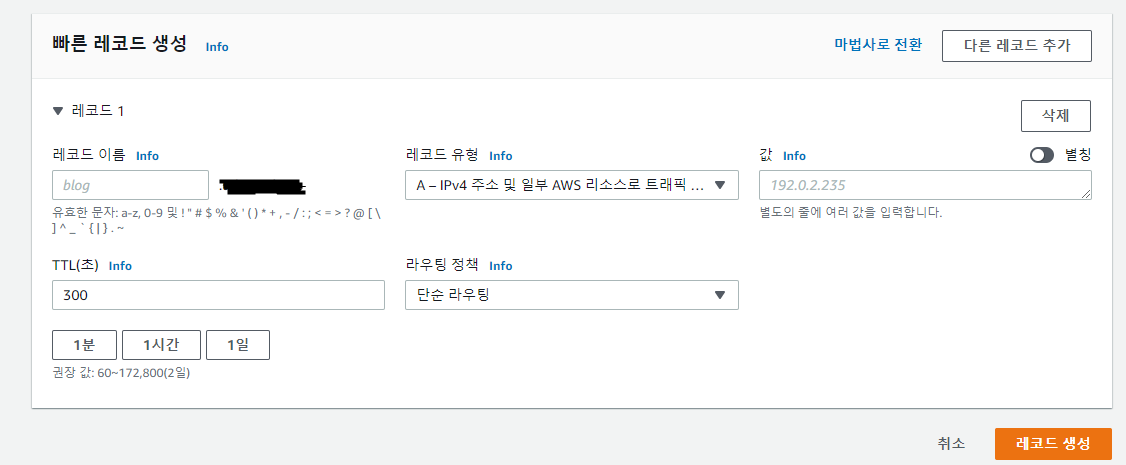 빠른 레코드 생성 Info 마법사로 전환 다른 레코드 추가
▼ 레코드 1 삭제
레코드 이름 Info 레코드 유형 Info 값 Info 별칭
blog A – IPv4 주소 및 일부 AWS 리소스로 트래픽 ... 192.0.2.235
유효한 문자: a-z, 0-9 및 ! " # $ % & ' ( ) * + , - / : ; < = > ? @ [ \ 별도의 줄에 여러 값을 입력합니다.
] ^ _ ` { | } . ~
TTL(초) Info 라우팅 정책 Info
300 단순 라우팅
1분 1시간 1일
권장 값: 60~172,800(2일)
취소 레코드 생성